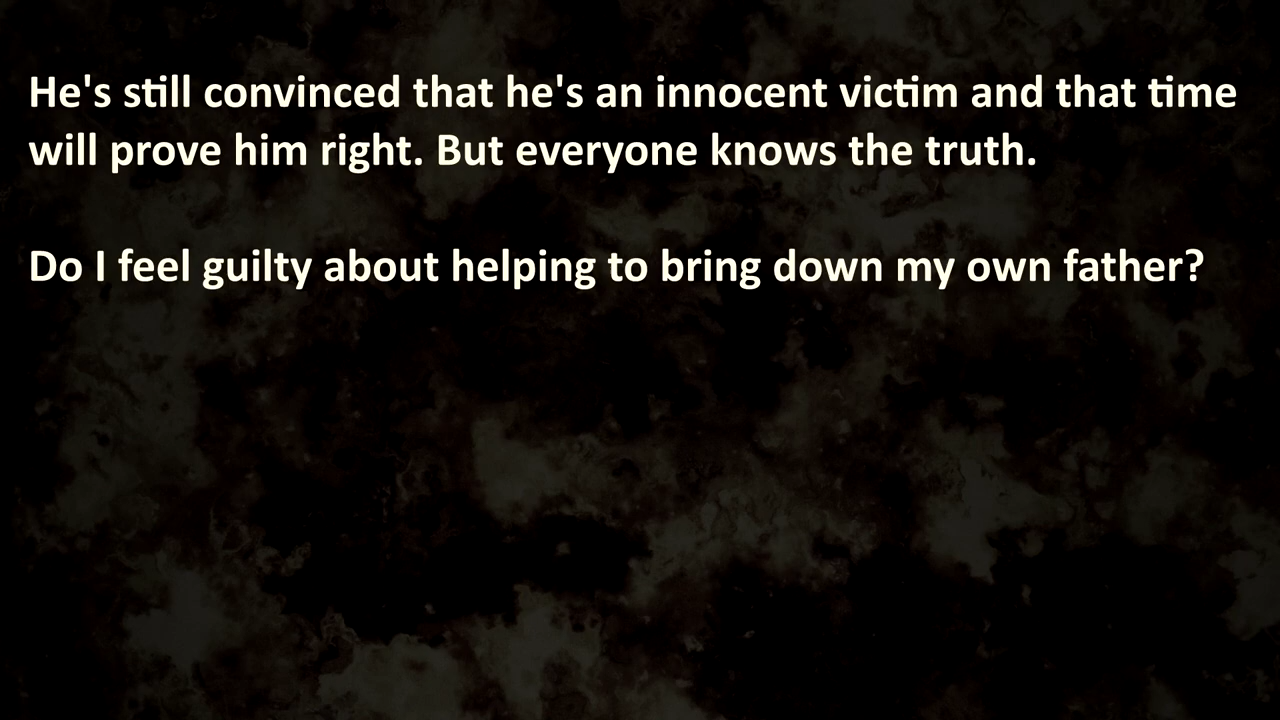 He's still convinced that he's an innocent victim and that time
will prove him right. But everyone knows the truth.
Do I feel guilty about helping to bring down my own father?